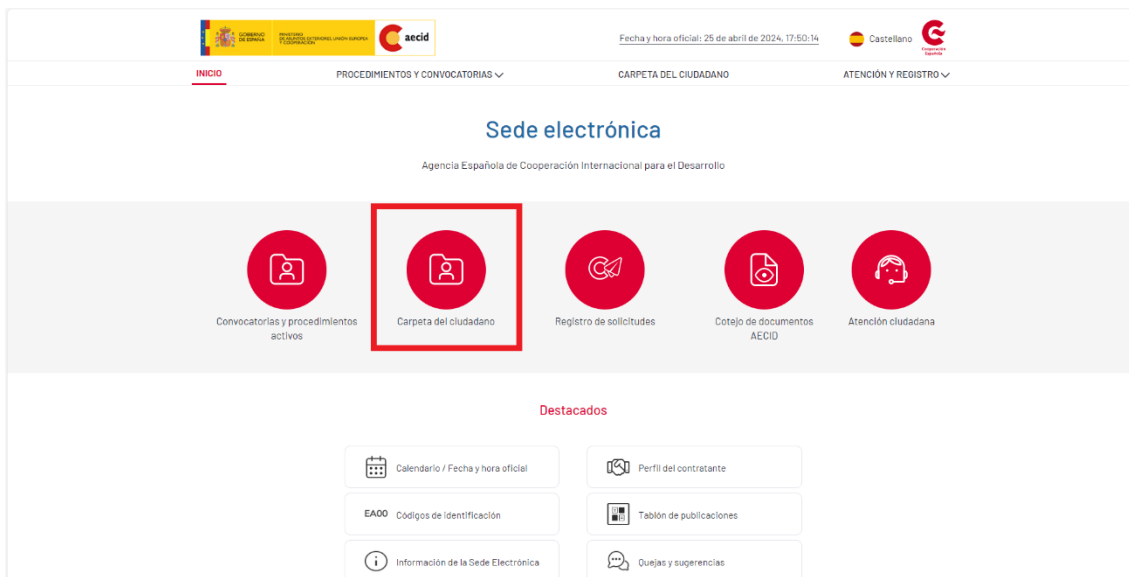 GOBIERNO
DE ESPAÑA
MINISTERIO
DE ASUNTOS EXTERIORES, UNIÓN EUROPEA
Y COOPERACIÓN
aecid
Fecha y hora oficial: 25 de abril de 2024, 17:50:14
Castellano
Cooperación
Española
INICIO
PROCEDIMIENTOS Y CONVOCATORIAS
CARPETA DEL CIUDADANO
ATENCIÓN Y REGISTRO
Sede electrónica
Agencia Española de Cooperación Internacional para el Desarrollo
Convocatorias y procedimientos
activos
Carpeta del ciudadano
Registro de solicitudes
Cotejo de documentos
AECID
Atención ciudadana
Destacados
Calendario / Fecha y hora oficial
Perfil del contratante
EA00 Códigos de identificación
Tablón de publicaciones
Información de la Sede Electrónica
Quejas y sugerencias